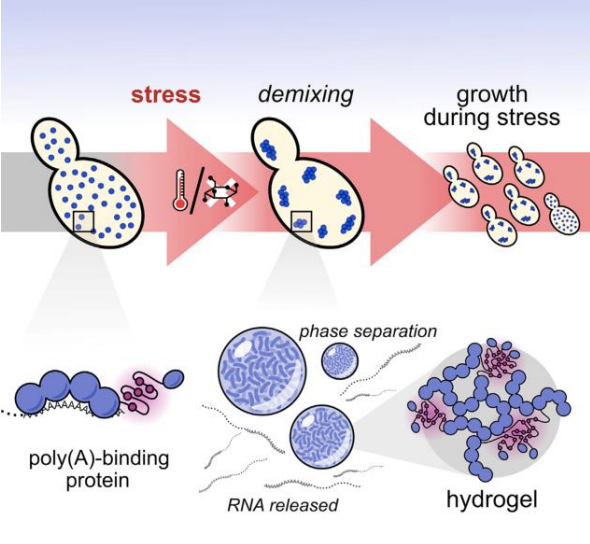 stress
demixing
growth
during stress
phase separation
poly(A)-binding
protein
RNA released
hydrogel